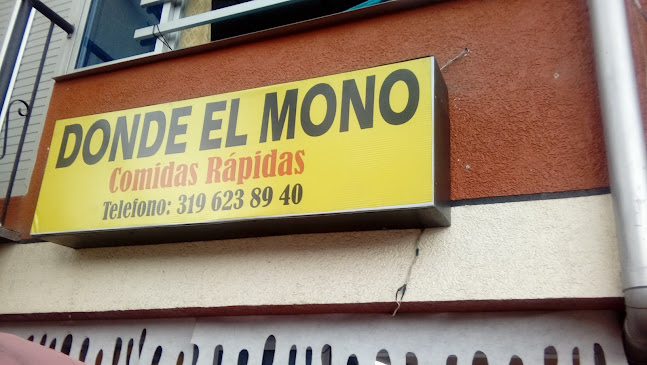 DONDE EL MONO
Comidas Rápidas
Telefono: 319 623 89 40